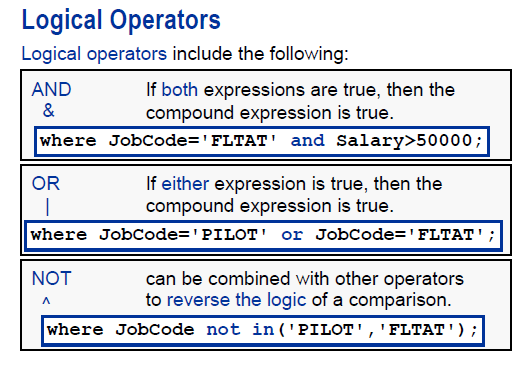 Logical Operators
Logical operators include the following:
AND If both expressions are true, then the
& compound expression is true.
where JobCode='FLTAT' and Salary>50000;
OR If either expression is true, then the
| compound expression is true.
where JobCode='PILOT' or JobCode='FLTAT';
NOT can be combined with other operators
^ to reverse the logic of a comparison.
where JobCode not in('PILOT','FLTAT');